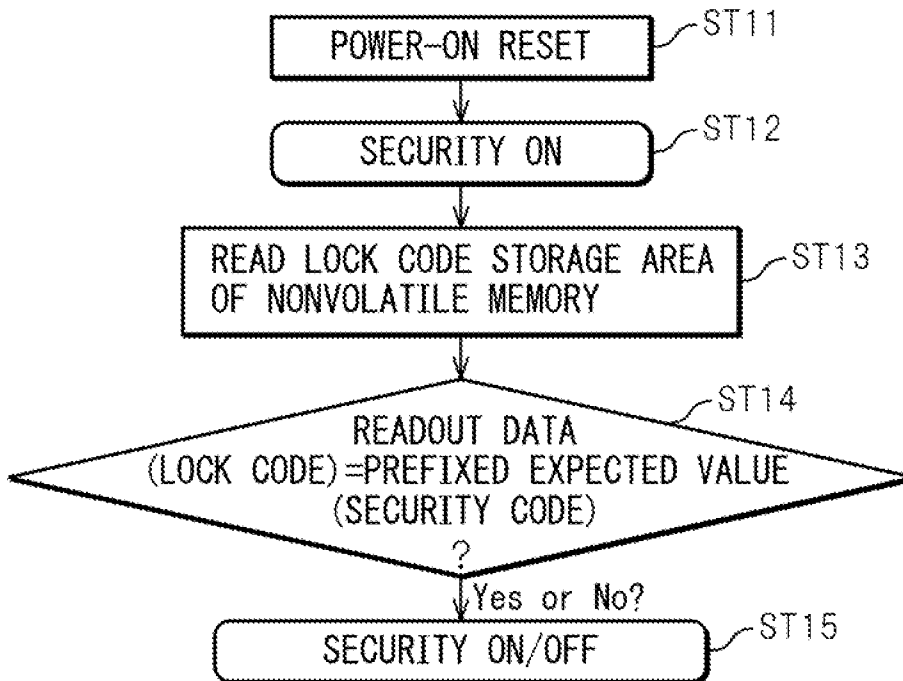 POWER-ON RESET
ST11
SECURITY ON
ST12
READ LOCK CODE STORAGE AREA
OF NONVOLATILE MEMORY
ST13
ST14
READOUT DATA
(LOCK CODE)=PREFIXED EXPECTED VALUE
(SECURITY CODE)
?
Yes or No?
SECURITY ON/OFF
ST15